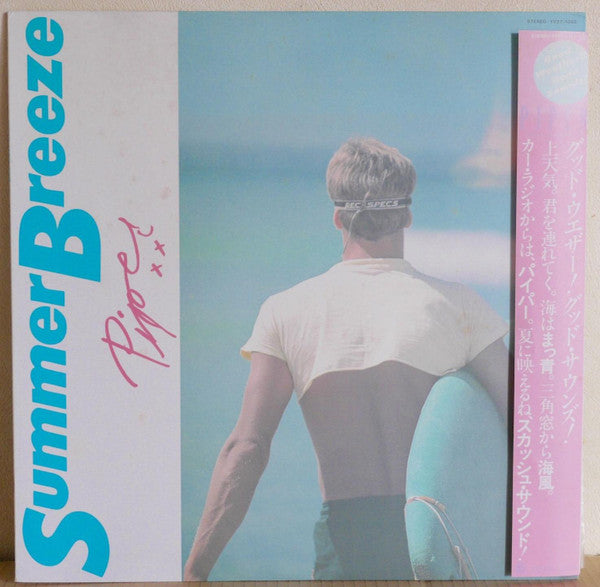 Summer Breeze
Piper
REC SPECS
STEREO
グッド・ウエザー!グッド・サウンズ!
上天気。君を連れてく。海はまっ青。三角窓から海風。
カー・ラジオからは、パイパー。夏に映えるね、スカッシュ・サウンド!